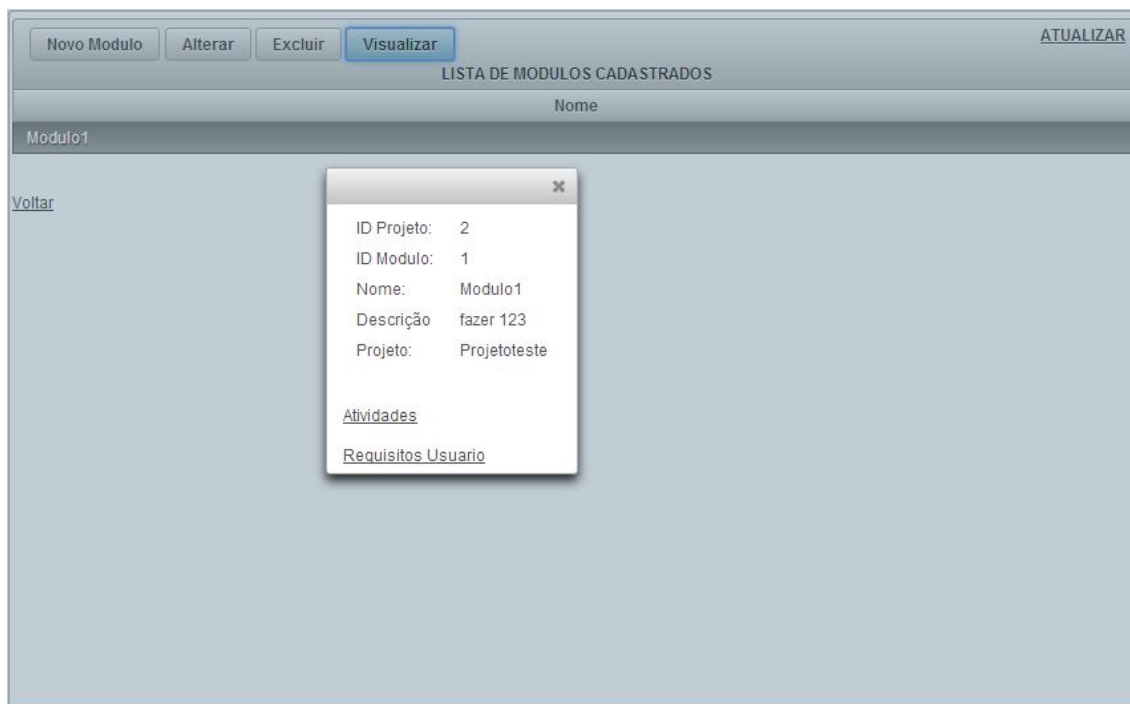 Novo Modulo Alterar Excluir Visualizar ATUALIZAR
LISTA DE MODULOS CADASTRADOS
Nome
Modulo1
Voltar
ID Projeto: 2
ID Modulo: 1
Nome: Modulo1
Descrição fazer 123
Projeto: Projetoteste
Atividades
Requisitos Usuario